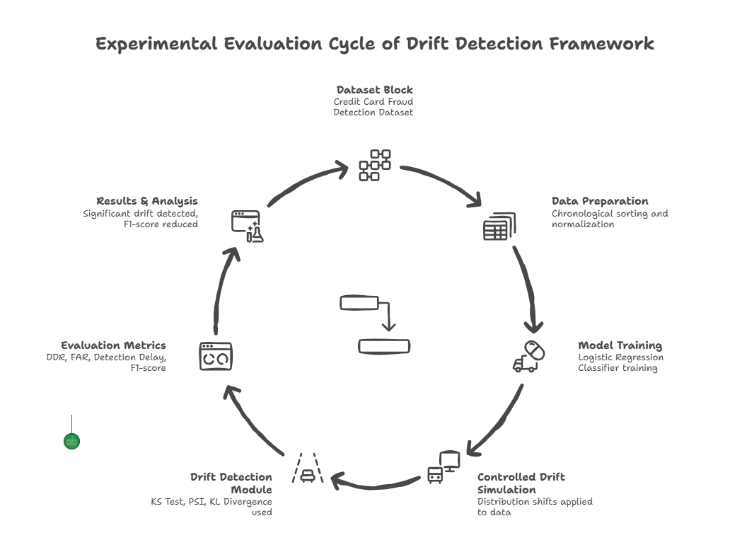 Experimental Evaluation Cycle of Drift Detection Framework
Dataset Block
Credit Card Fraud
Detection Dataset
Data Preparation
Chronological sorting and
normalization
Model Training
Logistic Regression
Classifier training
Controlled Drift
Simulation
Distribution shifts applied
to data
Drift Detection
Module
KS Test, PSI, KL Divergence
used
Evaluation Metrics
DDR, FAR, Detection Delay,
F1-score
Results & Analysis
Significant drift detected,
F1-score reduced